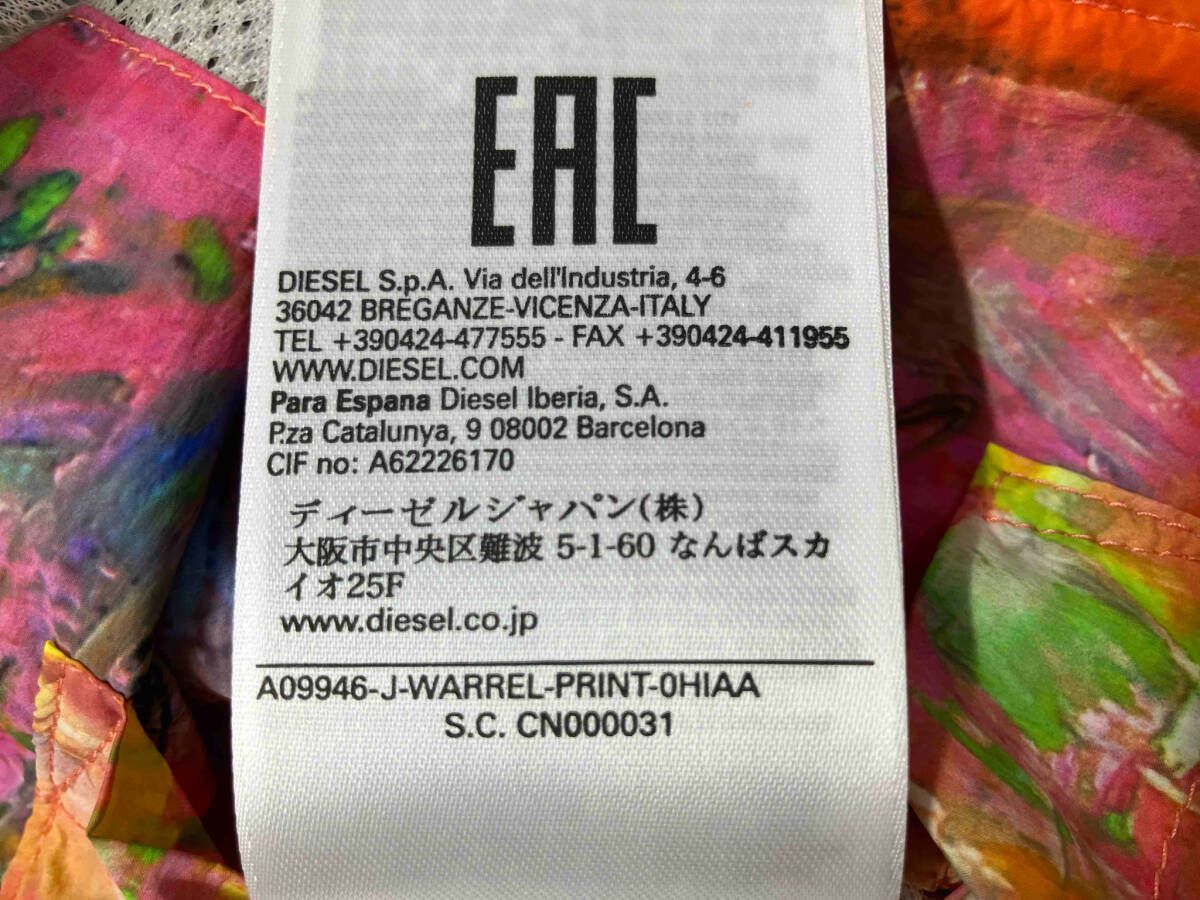 EAC
DIESEL S.p.A. Via dell'Industria, 4-6
36042 BREGANZE-VICENZA-ITALY
TEL +390424-477555 - FAX +390424-411955
WWW.DIESEL.COM
Para Espana Diesel Iberia, S.A.
P.za Catalunya, 9 08002 Barcelona
CIF no: A62226170
ディーゼルジャパン(株)
大阪市中央区難波 5-1-60 なんばスカ
イオ25F
www.diesel.co.jp
A09946-J-WARREL-PRINT-0HIAA
S.C. CN000031